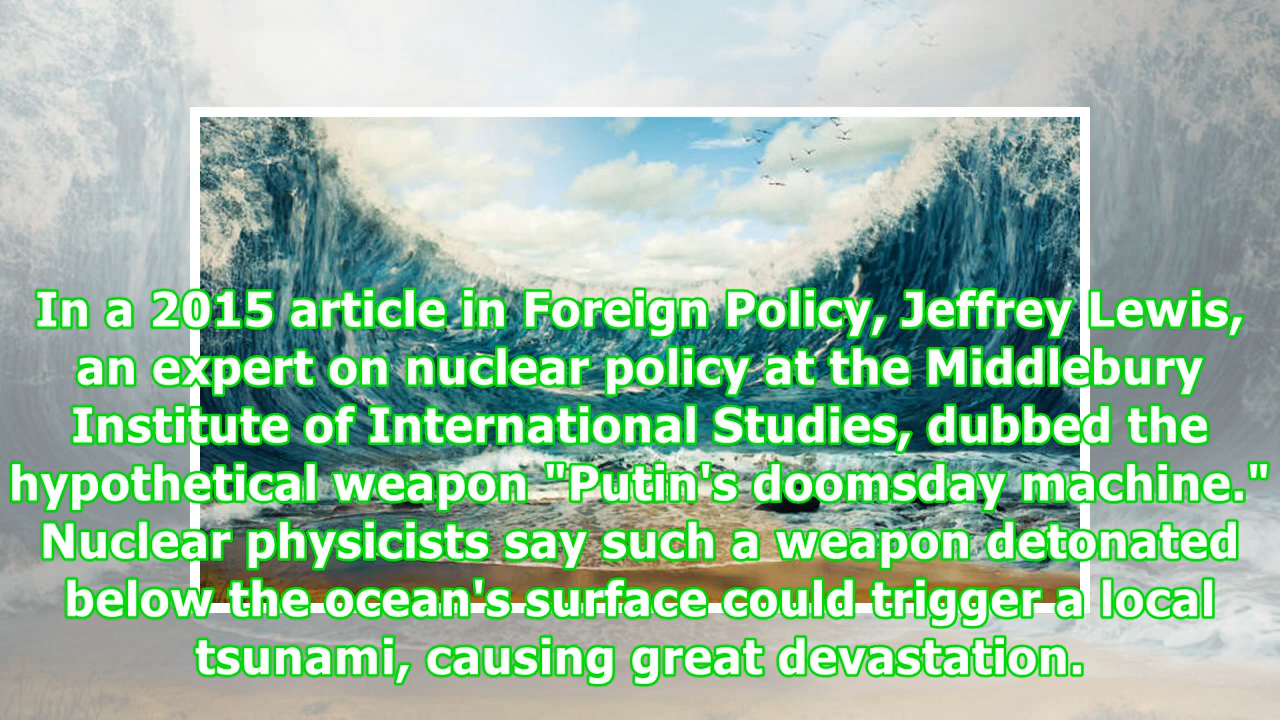 In a 2015 article in Foreign Policy, Jeffrey Lewis,
an expert on nuclear policy at the Middlebury
Institute of International Studies, dubbed the
hypothetical weapon "Putin's doomsday machine."
Nuclear physicists say such a weapon detonated
below the ocean's surface could trigger a local
tsunami, causing great devastation.